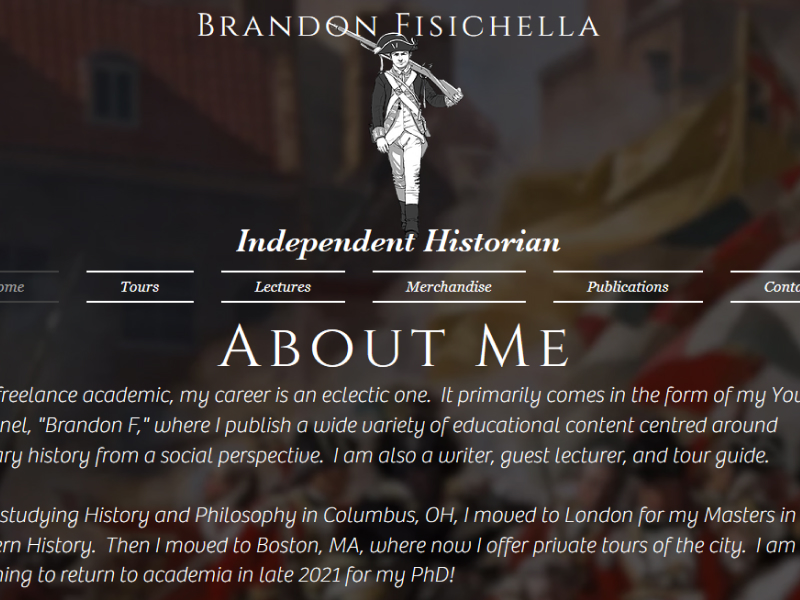 Brandon Fisichella
Independent Historian
ome Tours Lectures Merchandise Publications Conta
About Me
freelance academic, my career is an eclectic one. It primarily comes in the form of my You
nel, "Brandon F," where I publish a wide variety of educational content centred around
ary history from a social perspective. I am also a writer, guest lecturer, and tour guide.
studying History and Philosophy in Columbus, OH, I moved to London for my Masters in
ern History. Then I moved to Boston, MA, where now I offer private tours of the city. I am
ning to return to academia in late 2021 for my PhD!